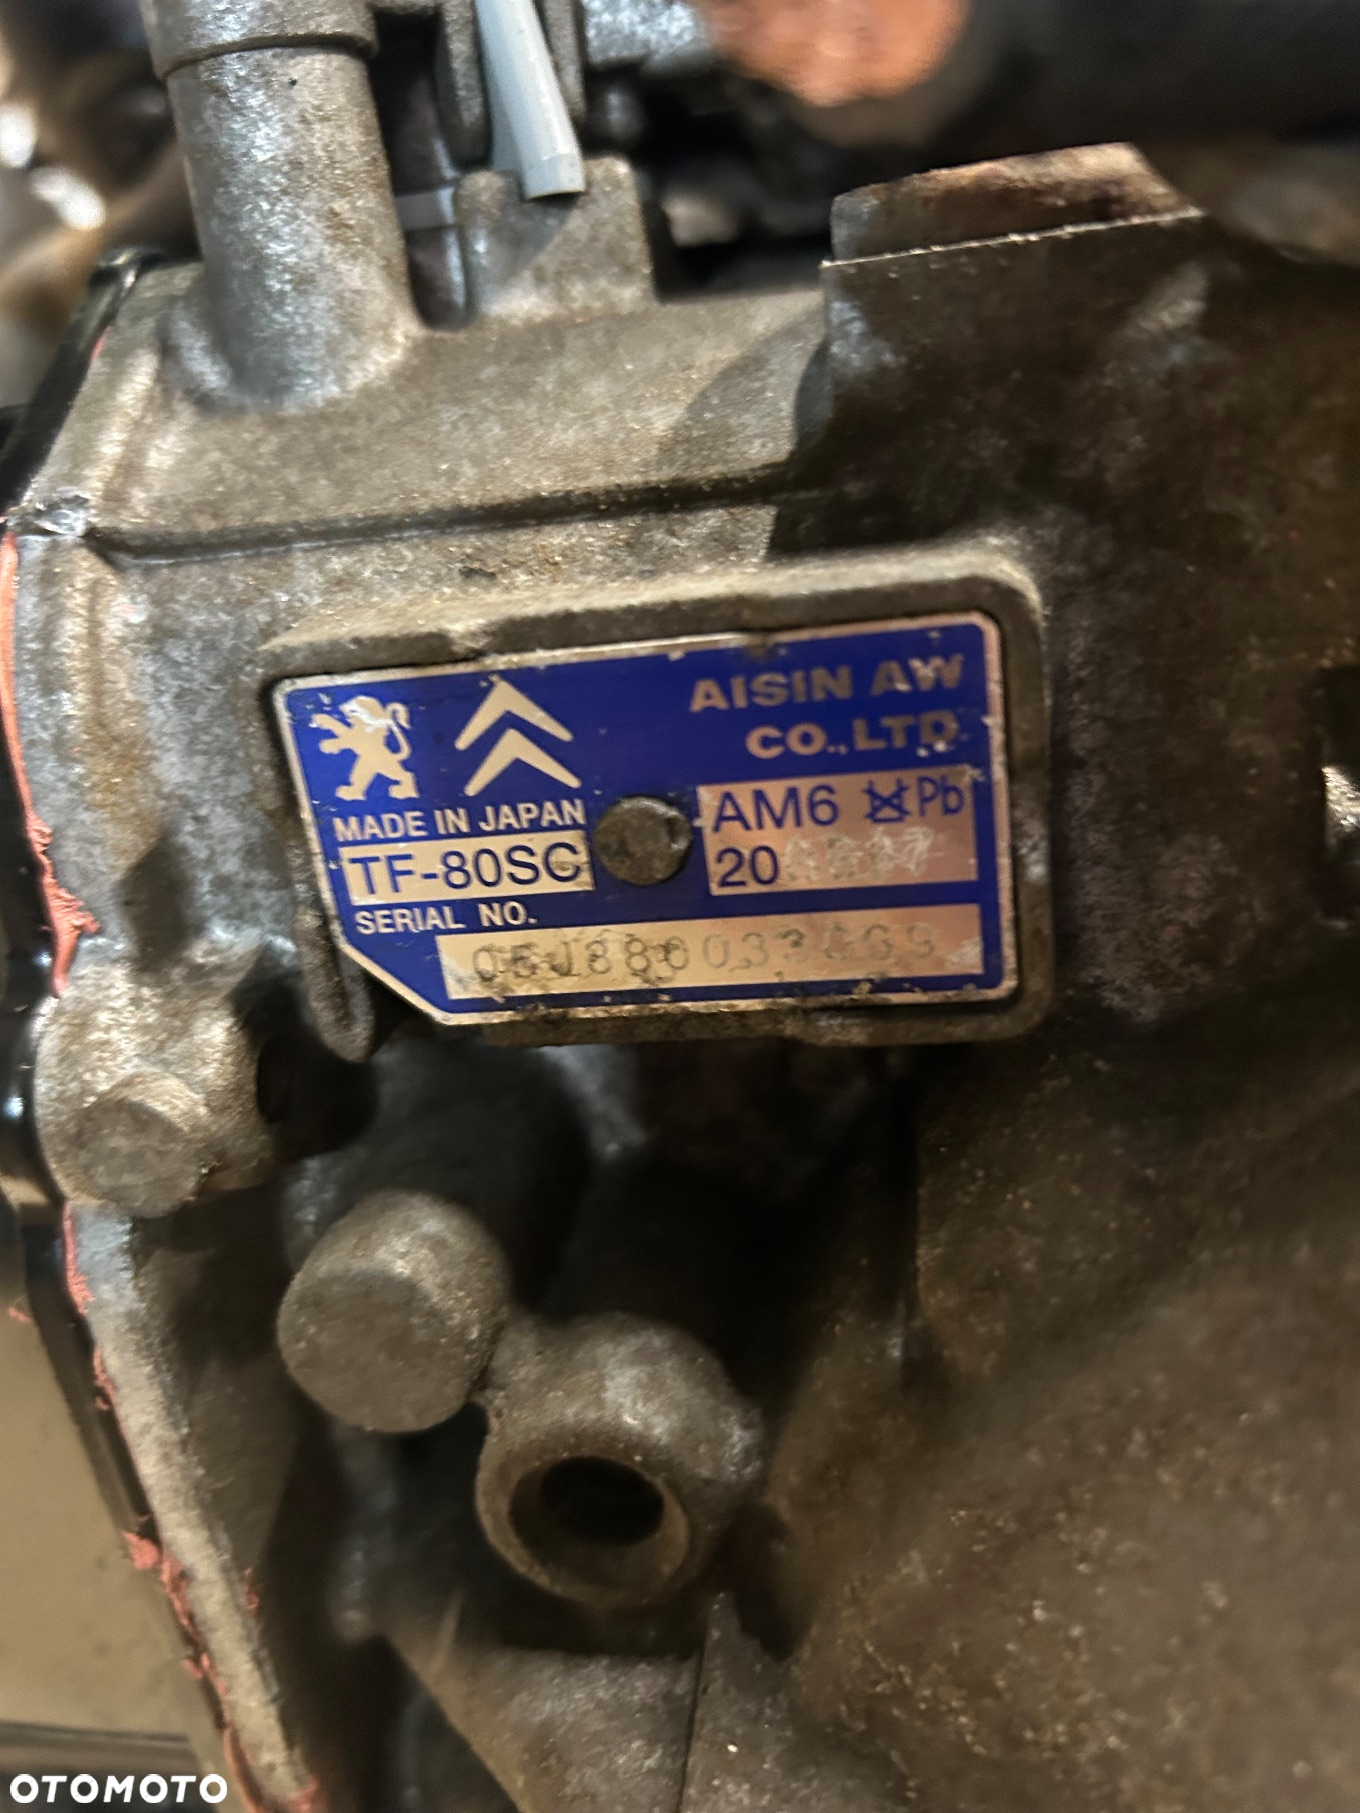 AISIN AW
CO.,LTD.
MADE IN JAPAN
AM6 Pb
TF-80SC
20
SERIAL NO.
OTOMOTO